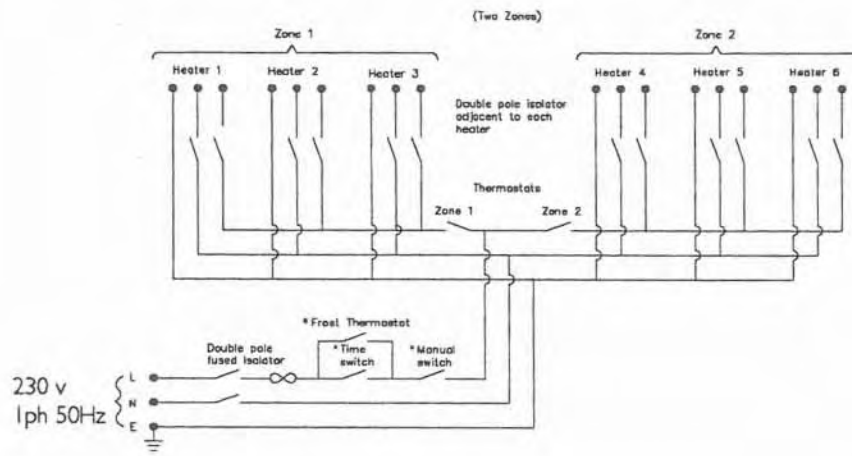 (Two Zones)
Zone 1
Zone 2
Heater 1
Heater 2
Heater 3
Heater 4
Heater 5
Heater 6
Double pole isolator
adjacent to each
heater
Thermostats
Zone 1
Zone 2
*Frost Thermostat
Double pole
fused isolator
*Time
switch
*Manual
switch
L
230 v
N
1ph 50Hz
E